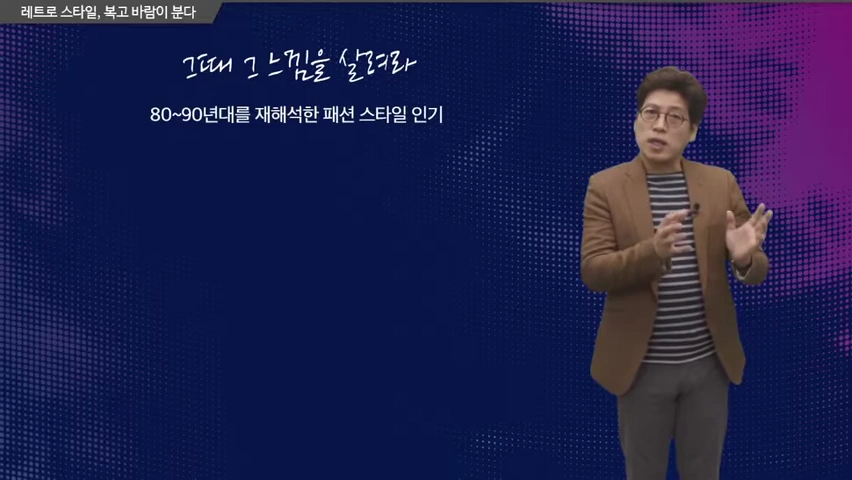 레트로 스타일, 복고 바람이 분다
그때 그 느낌을 살려라
80~90년대를 재해석한 패션 스타일 인기